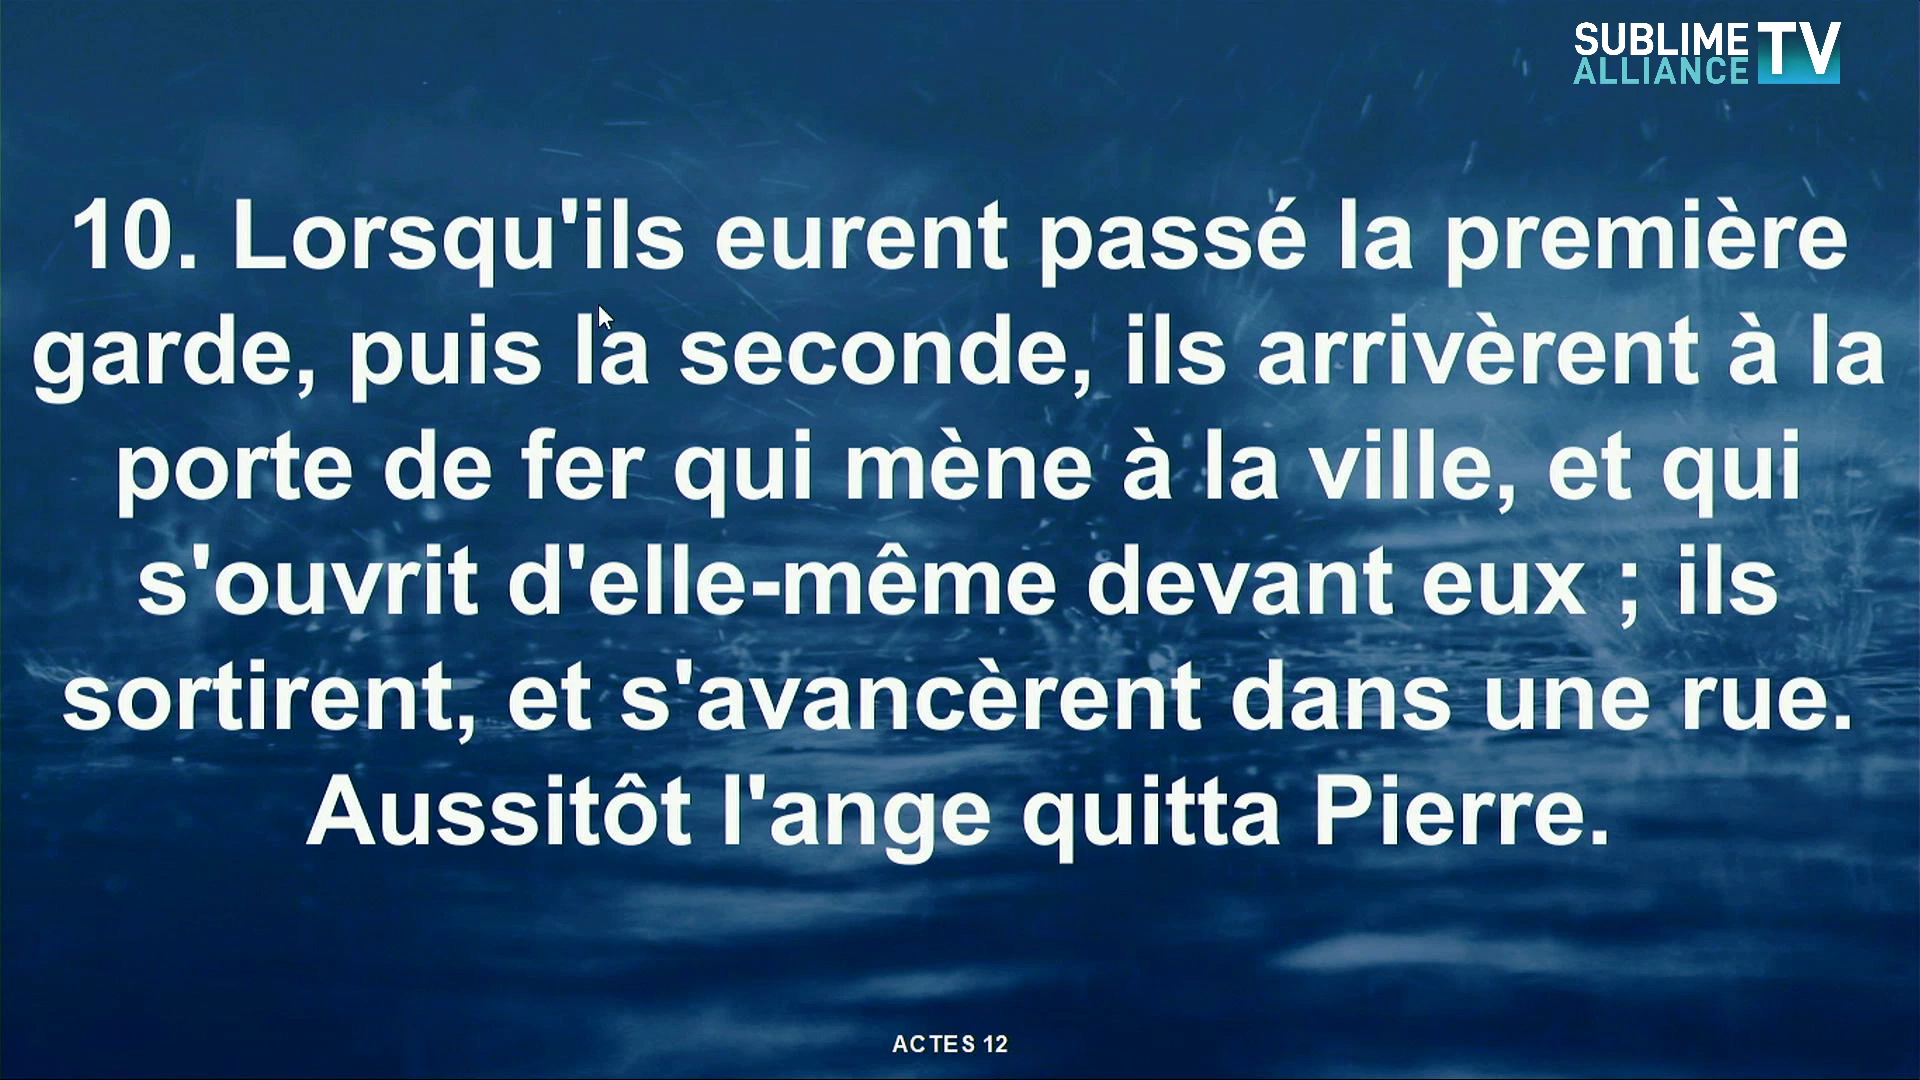 SUBLIME TV
ALLIANCE
10. Lorsqu'ils eurent passé la première
garde, puis la seconde, ils arrivèrent à la
porte de fer qui mène à la ville, et qui
s'ouvrit d'elle-même devant eux ; ils
sortirent, et s'avancèrent dans une rue.
Aussitôt l'ange quitta Pierre.
ACTES 12